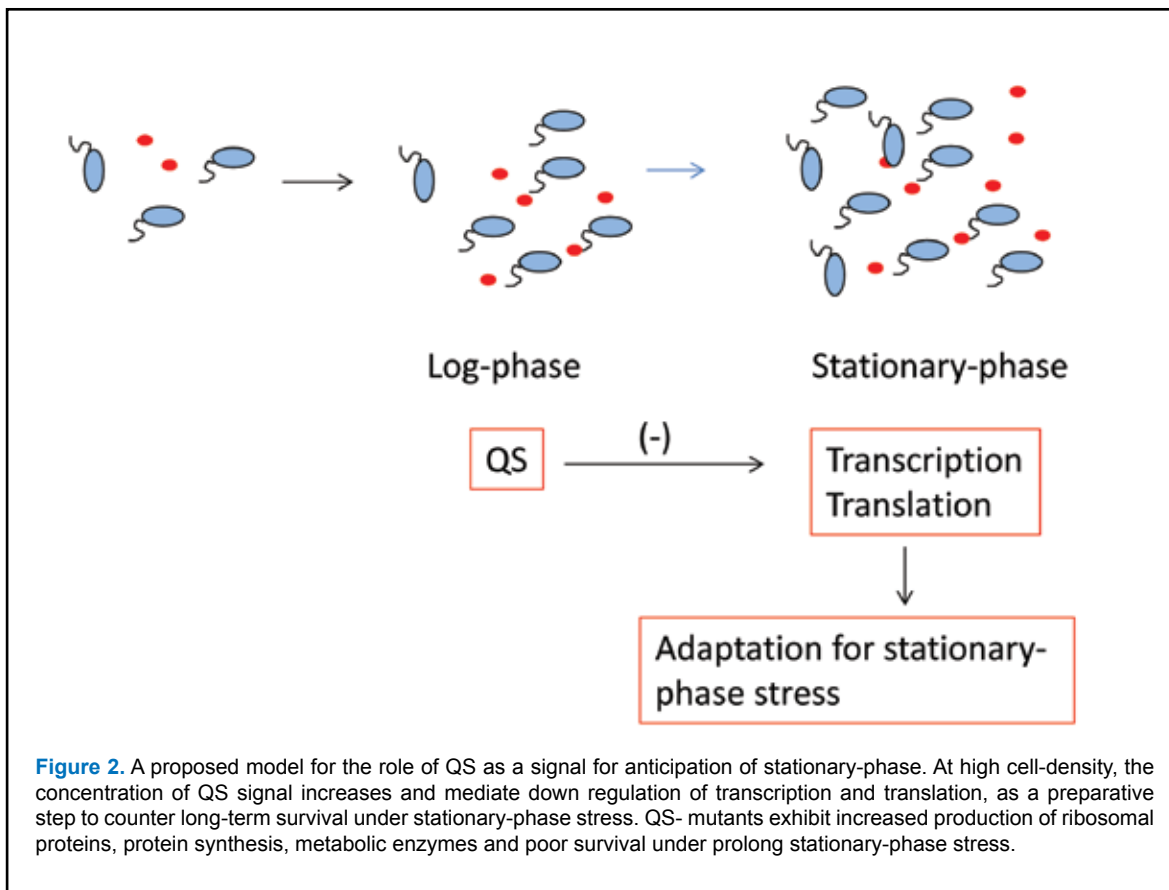 Log-phase
Stationary-phase
QS
(-)
Transcription
Translation
Adaptation for stationary-
phase stress
Figure 2. A proposed model for the role of QS as a signal for anticipation of stationary-phase. At high cell-density, the
concentration of QS signal increases and mediate down regulation of transcription and translation, as a preparative
step to counter long-term survival under stationary-phase stress. QS- mutants exhibit increased production of ribosomal
proteins, protein synthesis, metabolic enzymes and poor survival under prolong stationary-phase stress.